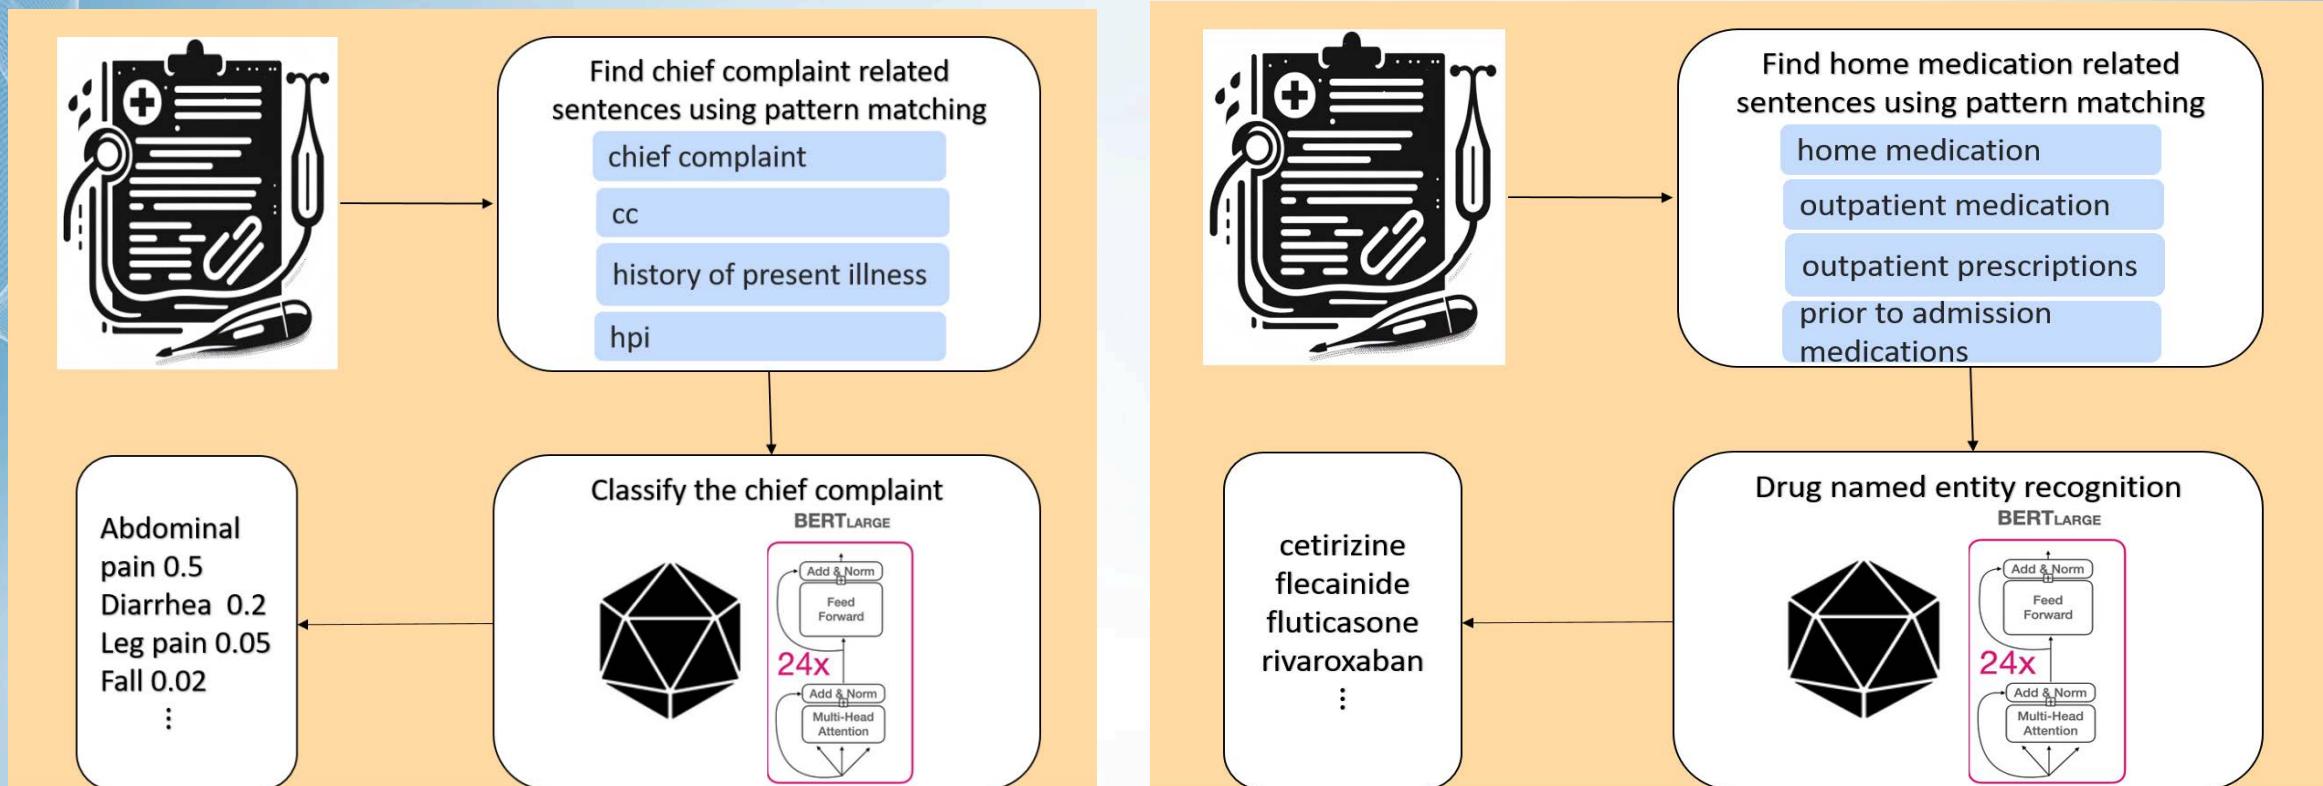 Find chief complaint related
sentences using pattern matching
chief complaint
cc
history of present illness
hpi
Classify the chief complaint
BERTLARGE
Add & Norm
Feed
Forward
24x
Add & Norm
Multi-Head
Attention
Abdominal
pain 0.5
Diarrhea 0.2
Leg pain 0.05
Fall 0.02
⋮
Find home medication related
sentences using pattern matching
home medication
outpatient medication
outpatient prescriptions
prior to admission
medications
Drug named entity recognition
BERTLARGE
Add & Norm
Feed
Forward
24x
Add & Norm
Multi-Head
Attention
cetirizine
flecainide
fluticasone
rivaroxaban
⋮